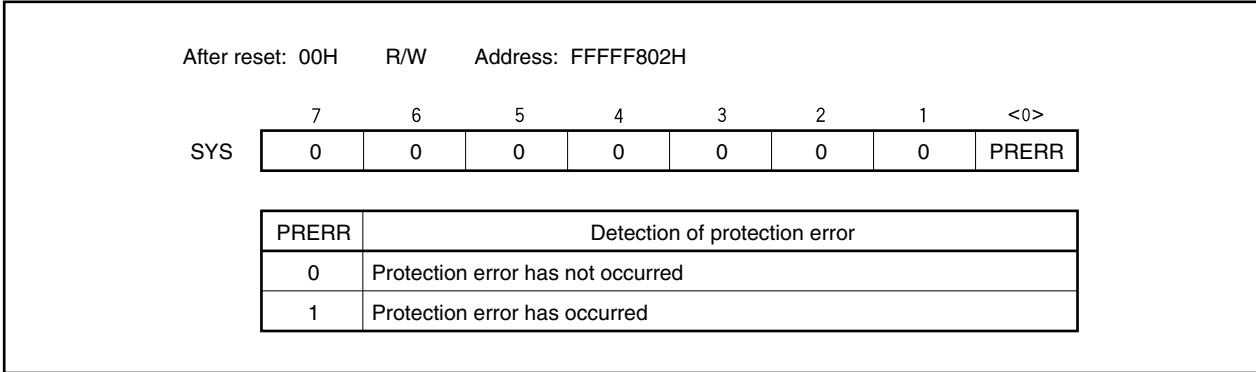 After reset: 00H R/W Address: FFFFF802H
7 6 5 4 3 2 1 <0>
SYS 0 0 0 0 0 0 0 PRERR
PRERR Detection of protection error
0 Protection error has not occurred
1 Protection error has occurred